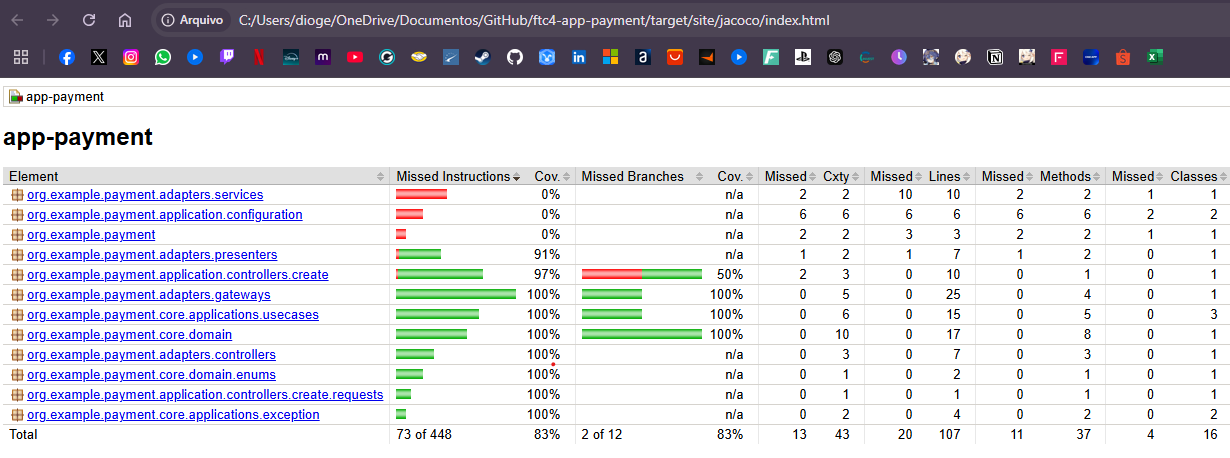 Arquivo C:/Users/dioge/OneDrive/Documentos/GitHub/ftc4-app-payment/target/site/jacoco/index.html
app-payment
app-payment
Element Missed Instructions Cov. Missed Branches Cov. Missed Cxty Missed Lines Missed Methods Missed Classes
org.example.payment.adapters.services 0% n/a 2 2 10 10 2 2 1 1
org.example.payment.application.configuration 0% n/a 6 6 6 6 6 6 2 2
org.example.payment 0% n/a 2 2 3 3 2 2 1 1
org.example.payment.adapters.presenters 91% n/a 1 2 1 7 1 2 0 1
org.example.payment.application.controllers.create 97% 50% 2 3 0 10 0 1 0 1
org.example.payment.adapters.gateways 100% 100% 0 5 0 25 0 4 0 1
org.example.payment.core.applications.usecases 100% 100% 0 6 0 15 0 5 0 3
org.example.payment.core.domain 100% 100% 0 10 0 17 0 8 0 1
org.example.payment.adapters.controllers 100% n/a 0 3 0 7 0 3 0 1
org.example.payment.core.domain.enums 100% n/a 0 1 0 2 0 1 0 1
org.example.payment.application.controllers.create.requests 100% n/a 0 1 0 1 0 1 0 1
org.example.payment.core.applications.exception 100% n/a 0 2 0 4 0 2 0 2
Total 73 of 448 83% 2 of 12 83% 13 43 20 107 11 37 4 16